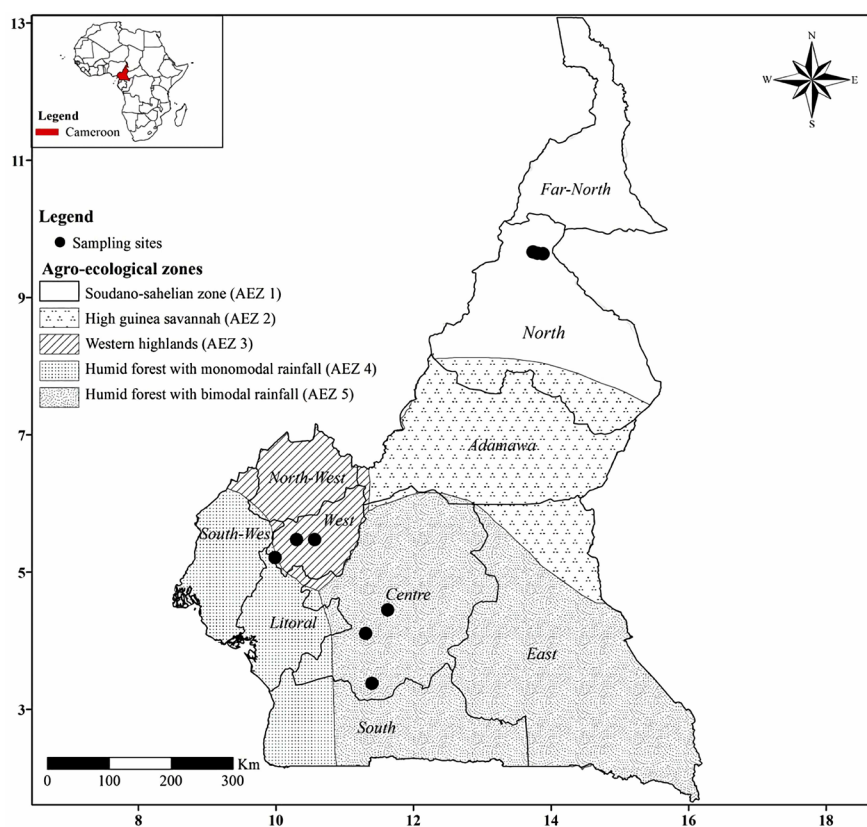 13
11
9
7
5
3
Legend
Cameroon
N
W
E
S
Legend
Sampling sites
Agro-ecological zones
Soudano-sahelian zone (AEZ 1)
High guinea savannah (AEZ 2)
Western highlands (AEZ 3)
Humid forest with monomodal rainfall (AEZ 4)
Humid forest with bimodal rainfall (AEZ 5)
Far-North
North
Adamawa
North-West
South-Wes
West
Centre
Litoral
East
South
Km
0 100 200 300
8 10 12 14 16 18